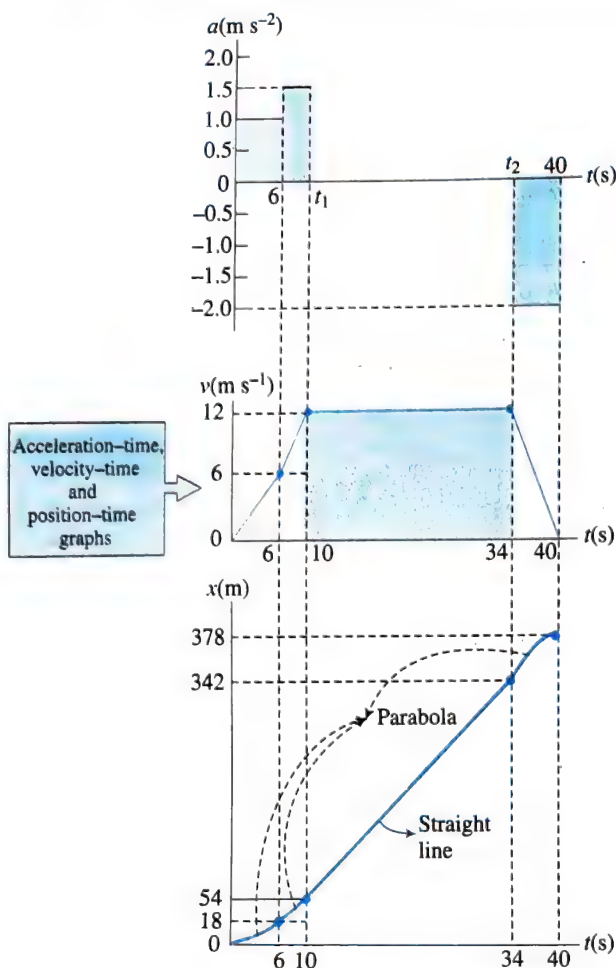 a(m s⁻²)
2.0
1.5
1.0
0.5
0
6
t₁
t₂
40
t(s)
−0.5
−1.0
−1.5
−2.0
v(m s⁻¹)
12
6
0
6
10
34
40
t(s)
Acceleration–time,
velocity–time
and
position–time
graphs
x(m)
378
342
Parabola
Straight
line
54
18
0
6
10
34
40
t(s)